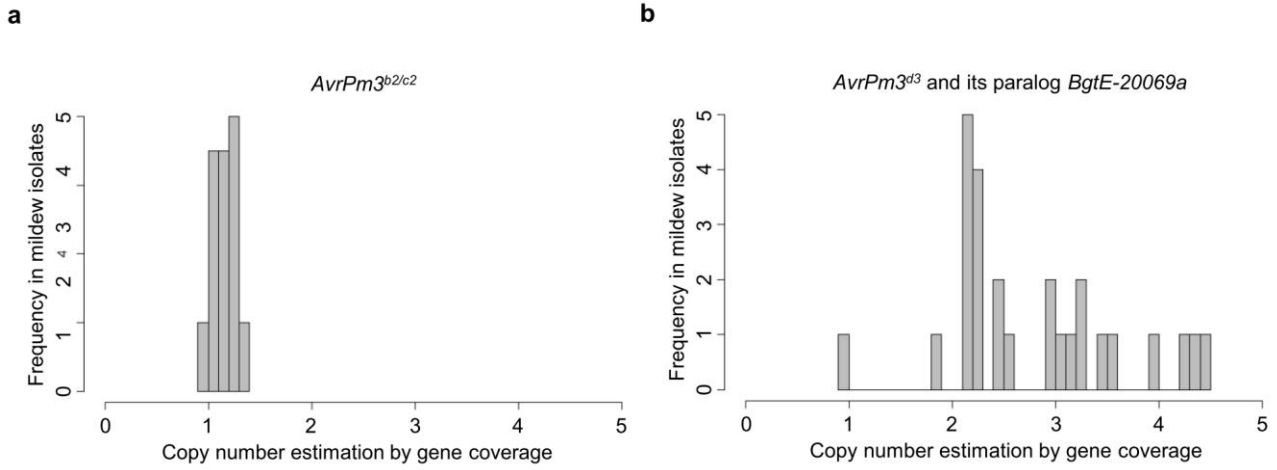 a
AvrPm3b2/c2
Frequency in mildew isolates
5
4
3
4
2
1
0
0 1 2 3 4 5
Copy number estimation by gene coverage
b
AvrPm3d3 and its paralog BgtE-20069a
Frequency in mildew isolates
5
4
3
2
1
0
0 1 2 3 4 5
Copy number estimation by gene coverage